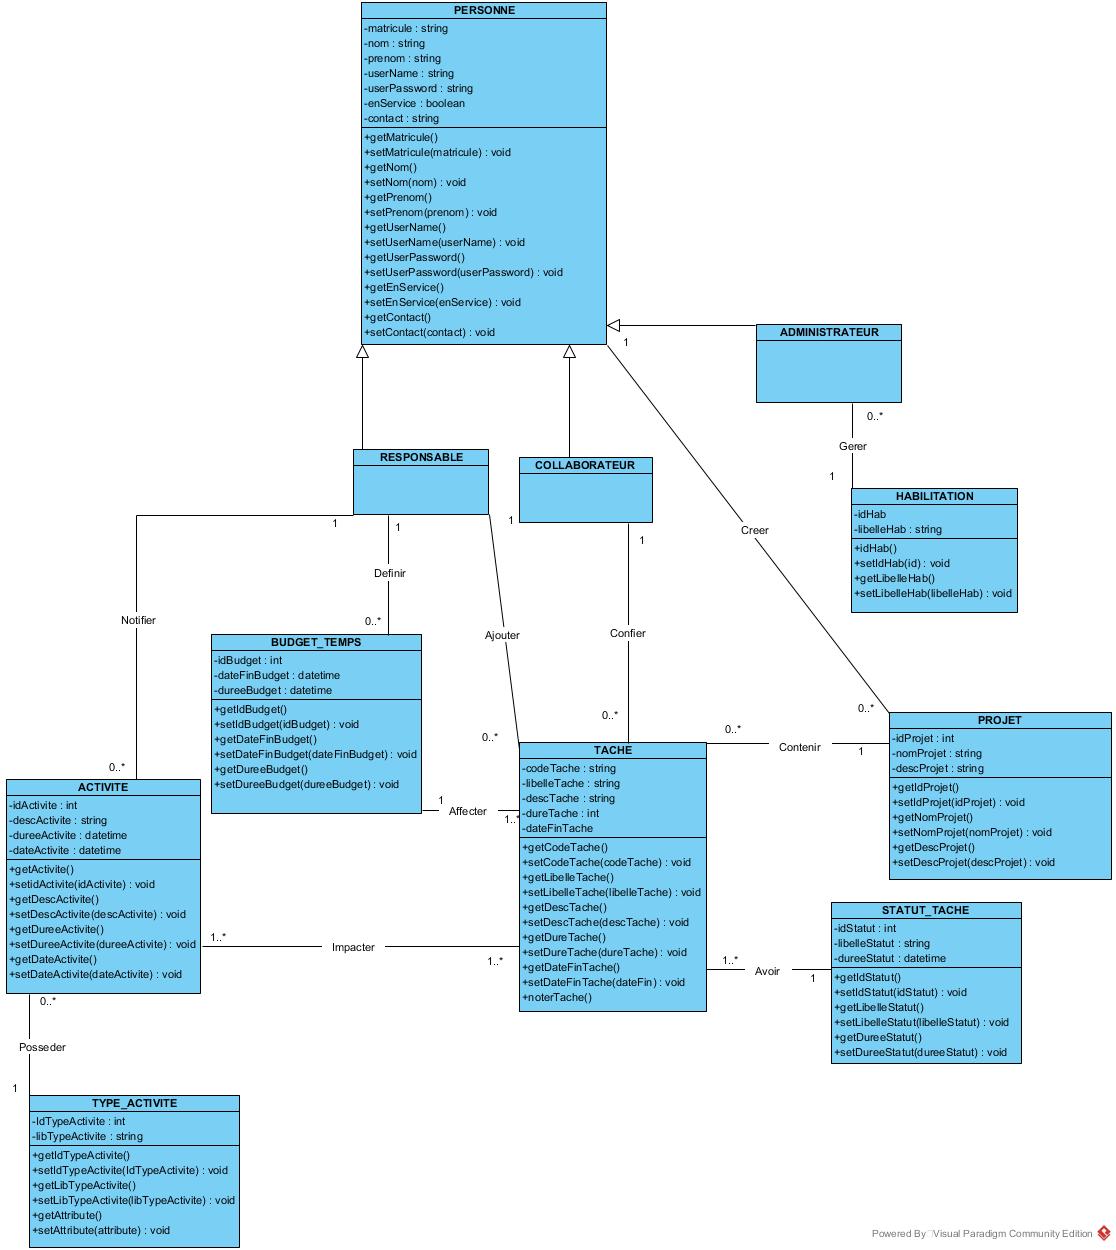 PERSONNE
-matricule : string
-nom : string
-prenom : string
-userName : string
-userPassword : string
-enService : boolean
-contact : string
+getMatricule()
+setMatricule(matricule) : void
+getNom()
+setNom(nom) : void
+getPrenom()
+setPrenom(prenom) : void
+getUserName()
+setUserName(userName) : void
+getUserPassword()
+setUserPassword(userPassword) : void
+getEnService()
+setEnService(enService) : void
+getContact()
+setContact(contact) : void
1
ADMINISTRATEUR
0..*
Gerer
1
HABILITATION
-idHab
-libelleHab : string
+idHab()
+setIdHab(id) : void
+getLibelleHab()
+setLibelleHab(libelleHab) : void
RESPONSABLE
COLLABORATEUR
1
1
1
1
Creer
Definir
Notifier
Ajouter
Confier
0..*
BUDGET_TEMPS
-idBudget : int
-dateFinBudget : datetime
-dureeBudget : datetime
+getIdBudget()
+setIdBudget(idBudget) : void
+getDateFinBudget()
+setDateFinBudget(dateFinBudget) : void
+getDureeBudget()
+setDureeBudget(dureeBudget) : void
0..*
0..*
0..*
0..*
Contenir
1
PROJET
-idProjet : int
-nomProjet : string
-descProjet : string
+getIdProjet()
+setIdProjet(idProjet) : void
+getNomProjet()
+setNomProjet(nomProjet) : void
+getDescProjet()
+setDescProjet(descProjet) : void
0..*
ACTIVITE
-idActivite : int
-descActivite : string
-dureeActivite : datetime
-dateActivite : datetime
+getActivite()
+setidActivite(idActivite) : void
+getDescActivite()
+setDescActivite(descActivite) : void
+getDureeActivite()
+setDureeActivite(dureeActivite) : void
+getDateActivite()
+setDateActivite(dateActivite) : void
1
Affecter
1..*
TACHE
-codeTache : string
-libelleTache : string
-descTache : string
-dureTache : int
-dateFinTache
+getCodeTache()
+setCodeTache(codeTache) : void
+getLibelleTache()
+setLibelleTache(libelleTache) : void
+getDescTache()
+setDescTache(descTache) : void
+getDureTache()
+setDureTache(dureTache) : void
+getDateFinTache()
+setDateFinTache(dateFin) : void
+noterTache()
1..*
Impacter
1..*
1..*
Avoir
1
STATUT_TACHE
-idStatut : int
-libelleStatut : string
-dureeStatut : datetime
+getIdStatut()
+setIdStatut(idStatut) : void
+getLibelleStatut()
+setLibelleStatut(libelleStatut) : void
+getDureeStatut()
+setDureeStatut(dureeStatut) : void
0..*
Posseder
1
TYPE_ACTIVITE
-IdTypeActivite : int
-libTypeActivite : string
+getIdTypeActivite()
+setIdTypeActivite(IdTypeActivite) : void
+getLibTypeActivite()
+setLibTypeActivite(libTypeActivite) : void
+getAttribute()
+setAttribute(attribute) : void
Powered By Visual Paradigm Community Edition